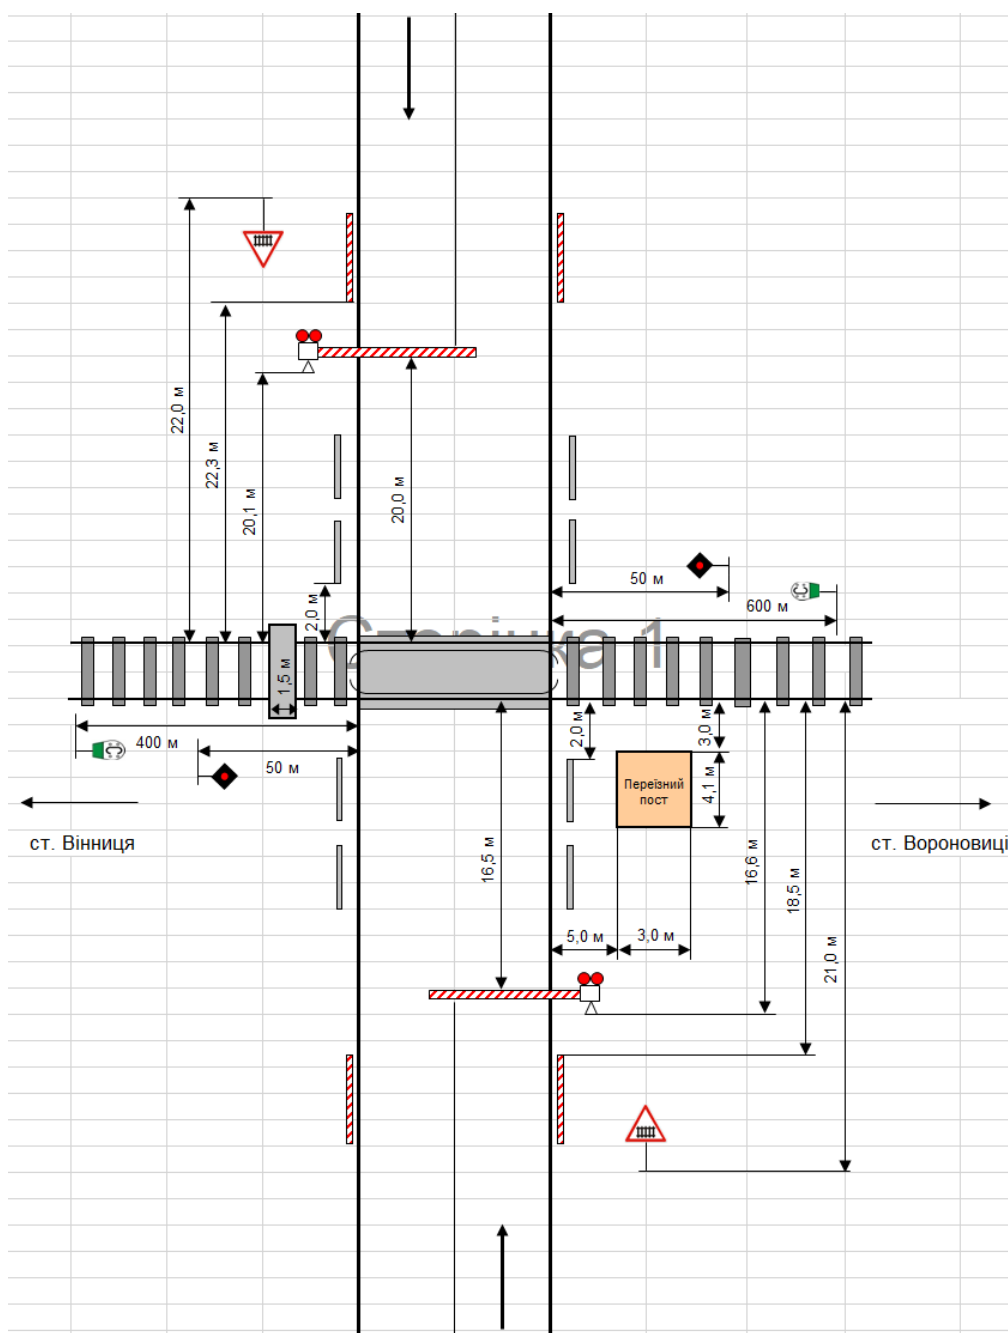 22,0 м
22,3 м
20,1 м
20,0 м
50 м
600 м
2,0 м
Сторінка 1
1,5 м
400 м
50 м
2,0 м
3,0 м
Переїзний
пост
4,1 м
ст. Вінниця
ст. Вороновиці
16,5 м
16,6 м
18,5 м
5,0 м
3,0 м
21,0 м